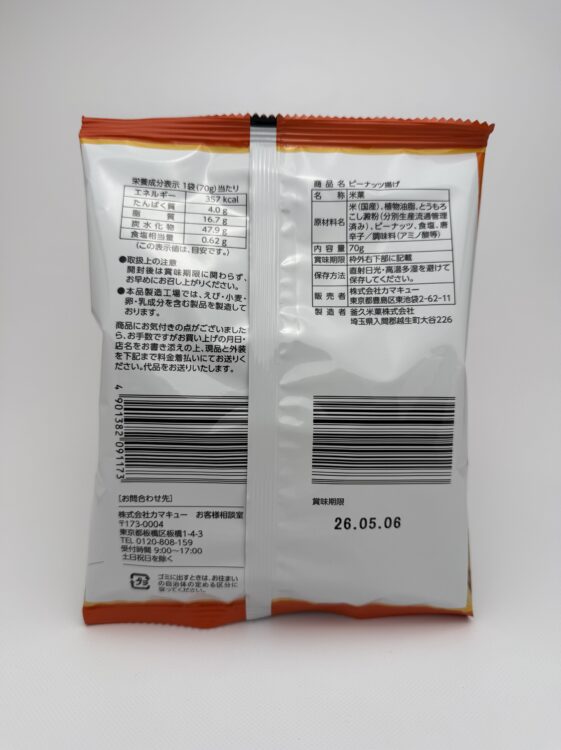 栄養成分表示 1袋(70g)当たり
エネルギー 357 kcal
たんぱく質 4.0 g
脂質 16.7 g
炭水化物 47.9 g
食塩相当量 0.62 g
(この表示値は、目安です。)
●取扱上の注意
開封後は賞味期限に関わらず、
お早めにお召し上がりください。
●本品製造工場では、えび・小麦・
卵・乳成分を含む製品を製造して
おります。
商品にお気付きの点がございました
ら、お手数ですがお買い上げの月日・
店名をお書き添えの上、現品と外装
を下記まで料金着払いにてお送りく
ださい。代品をお送りいたします。
4 901382 091173
[お問合わせ先]
株式会社カマキュー お客様相談室
〒173-0004
東京都板橋区板橋1-4-3
TEL 0120-808-159
受付時間 9:00〜17:00
土日祝日を除く
プラ
ゴミに出すときは、お住まい
の自治体の定める区分に
従ってください。
商品名 ピーナッツ揚げ
名称 米菓
原材料名 米(国産)、植物油脂、とうもろ
こし澱粉(分別生産流通管理
済み)、ピーナッツ、食塩、唐
辛子/調味料(アミノ酸等)
内容量 70g
賞味期限 枠外右下部に記載
保存方法 直射日光・高温多湿を避けて
保存してください。
販売者 株式会社カマキュー
東京都豊島区東池袋2-62-11
製造者 釜久米菓株式会社
埼玉県入間郡越生町大谷226
賞味期限
26.05.06